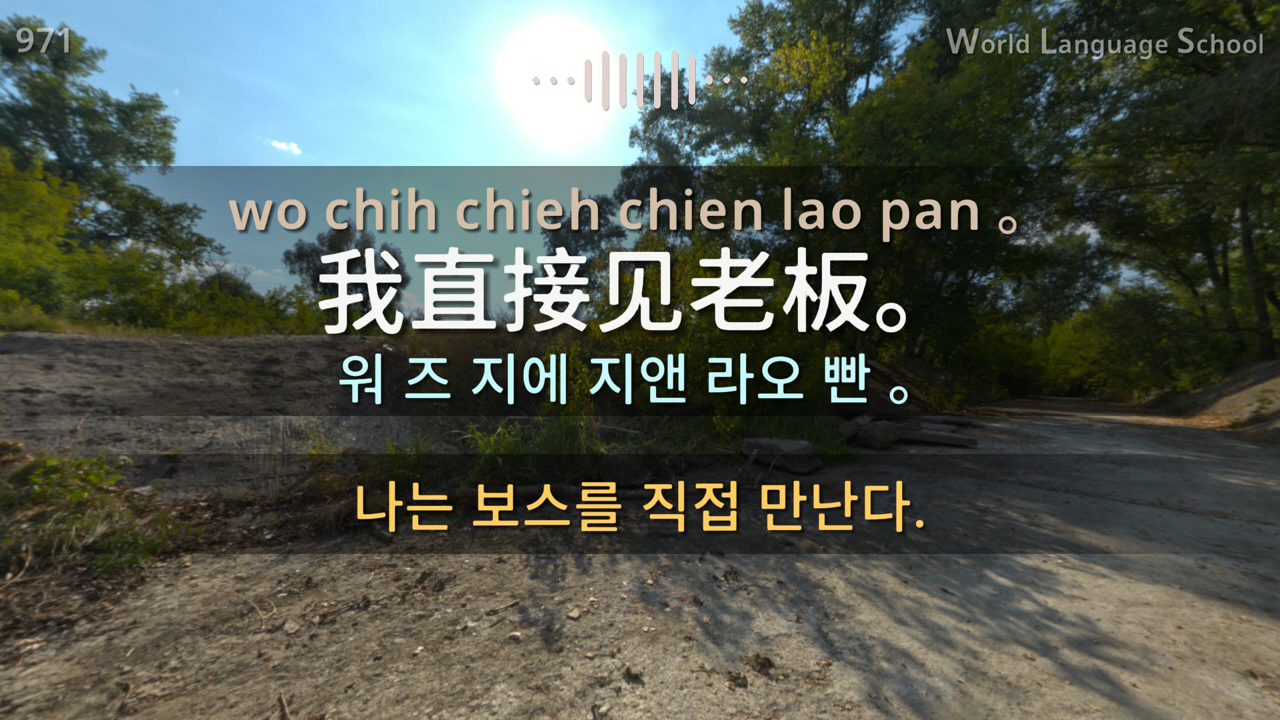 971
World Language School
wo chih chieh chien lao pan 。
我直接见老板。
워 즈 지에 지앤 라오 빤 。
나는 보스를 직접 만난다.